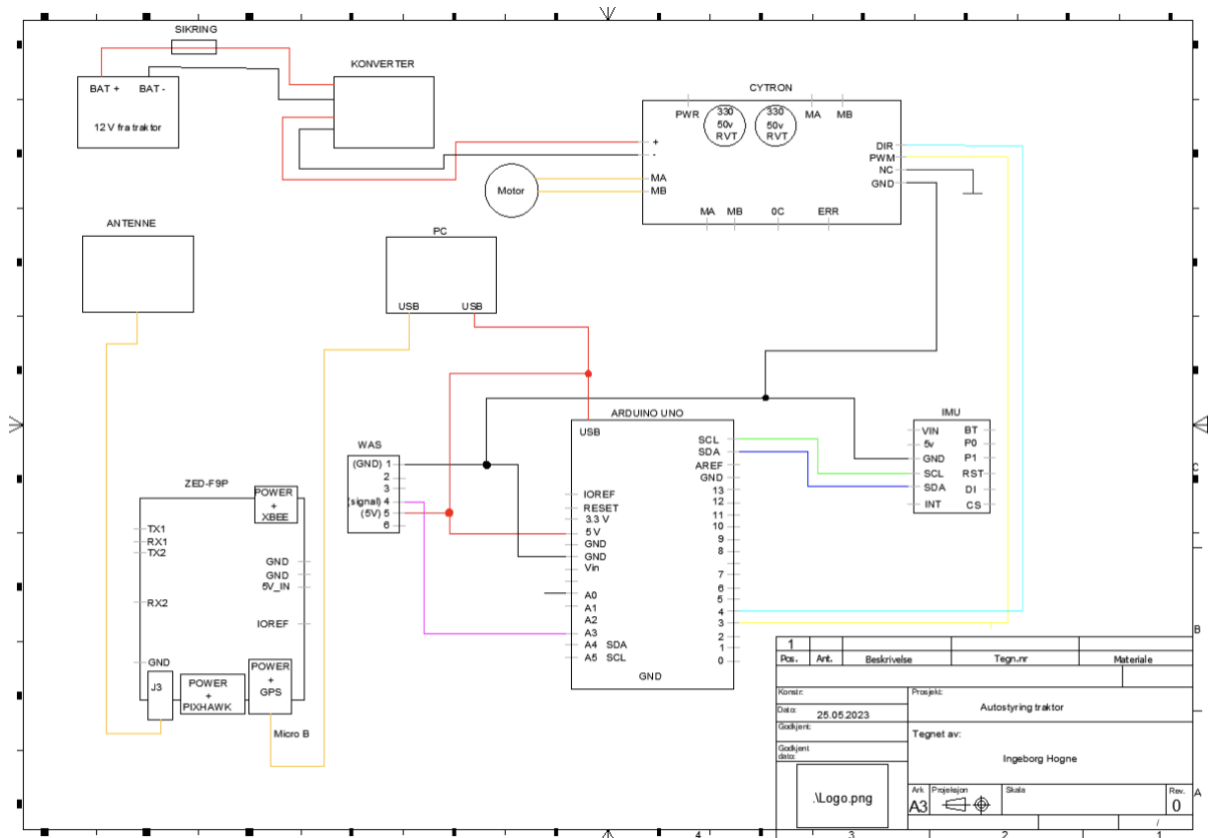 SIKRING
BAT +
BAT -
12 V fra traktor
KONVERTER
CYTRON
PWR
330
50v
RVT
330
50v
RVT
MA
MB
+
-
MA
MB
DIR
PWM
NC
GND
MA
MB
0C
ERR
Motor
ANTENNE
PC
USB
USB
ARDUINO UNO
USB
SCL
SDA
AREF
GND
13
12
11
10
9
8
7
6
5
4
3
2
1
0
IOREF
RESET
3.3 V
5 V
GND
GND
Vin
A0
A1
A2
A3
A4 SDA
A5 SCL
GND
IMU
VIN
5v
GND
SCL
SDA
INT
BT
P0
P1
RST
DI
CS
WAS
(GND) 1
2
3
(signal) 4
(5V) 5
6
ZED-F9P
POWER
+
XBEE
TX1
RX1
TX2
RX2
GND
GND
GND
5V_IN
IOREF
J3
POWER
+
PIXHAWK
POWER
+
GPS
Micro B
C
B
A
1
Pos.
Ant.
Beskrivelse
Tegn.nr
Materiale
Konstr:
Dato: 25.05.2023
Godkjent:
Godkjent
dato:
Prosjekt:
Autostyring traktor
Tegnet av:
Ingeborg Hogne
.\Logo.png
Ark
A3
Projeksjon
Skala
Rev.
0
/
4
3
2
1